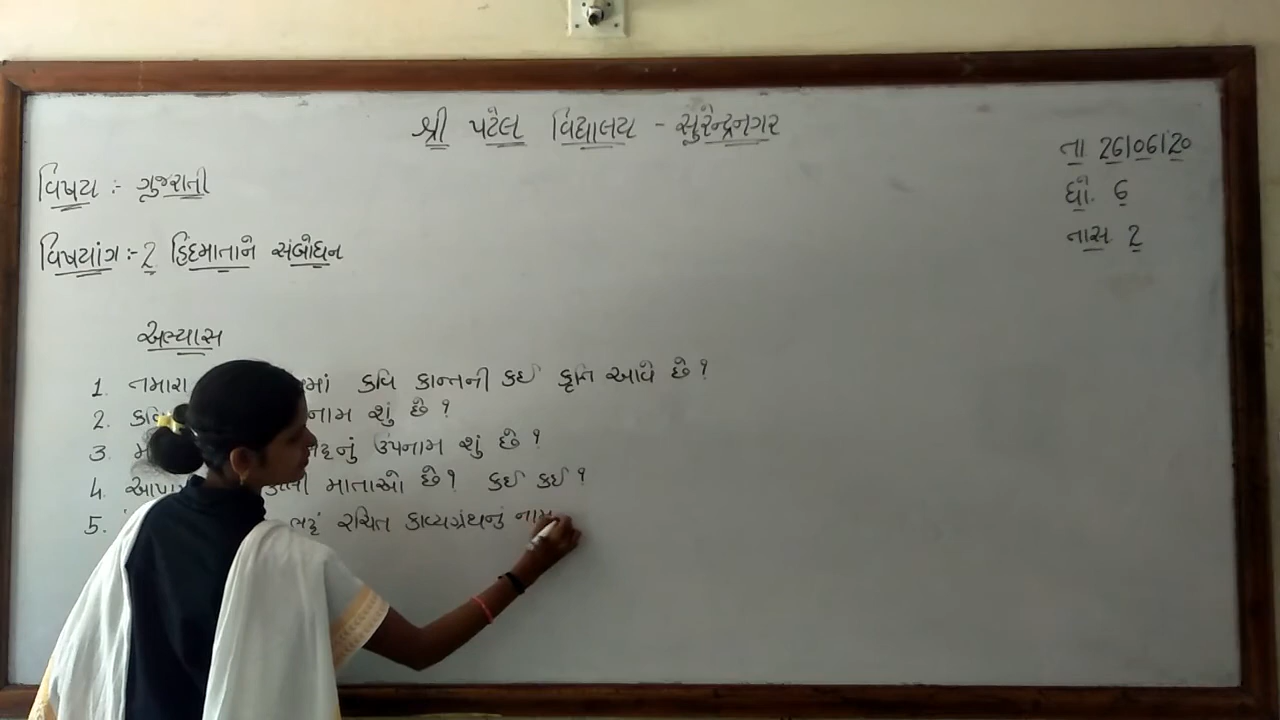 શ્રી પટેલ વિદ્યાલય - સુરેન્દ્રનગર
તા 26/06/20
ધો. 6
તાસ 2
વિષય :- ગુજરાતી
વિષયાંગ :- 2 હિંદમાતાને સંબોધન
અભ્યાસ
1. તમારા કવિ કાન્તની કઈ કૃતિ આવે છે ?
2. નામ શું છે ?
3. ઉપનામ શું છે ?
4. માતાઓ છે ? કઈ કઈ ?
5. રચિત કાવ્યગ્રંથનું નામ